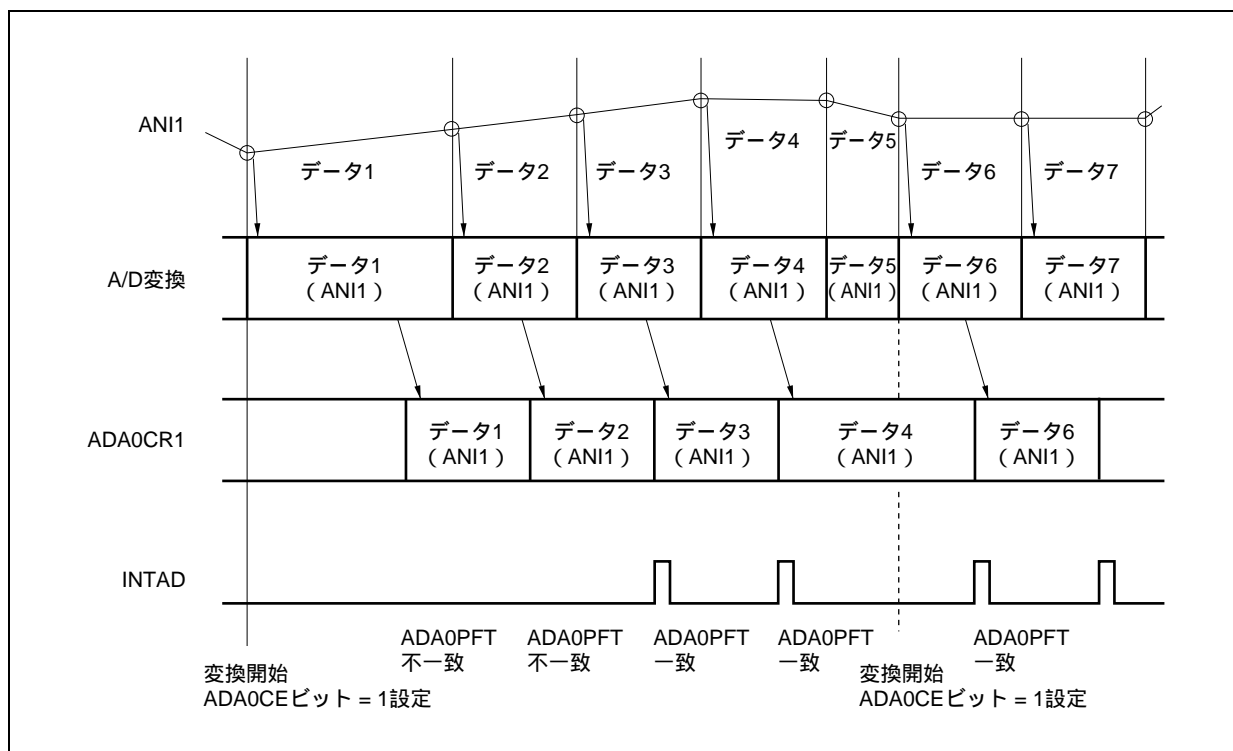 ANI1
データ1
データ2
データ3
データ4
データ5
データ6
データ7
A/D変換
データ1
（ANI1）
データ2
（ANI1）
データ3
（ANI1）
データ4
（ANI1）
データ5
（ANI1）
データ6
（ANI1）
データ7
（ANI1）
ADA0CR1
データ1
（ANI1）
データ2
（ANI1）
データ3
（ANI1）
データ4
（ANI1）
データ6
（ANI1）
INTAD
ADA0PFT
不一致
ADA0PFT
不一致
ADA0PFT
一致
ADA0PFT
一致
ADA0PFT
一致
変換開始
ADA0CEビット = 1設定
変換開始
ADA0CEビット = 1設定